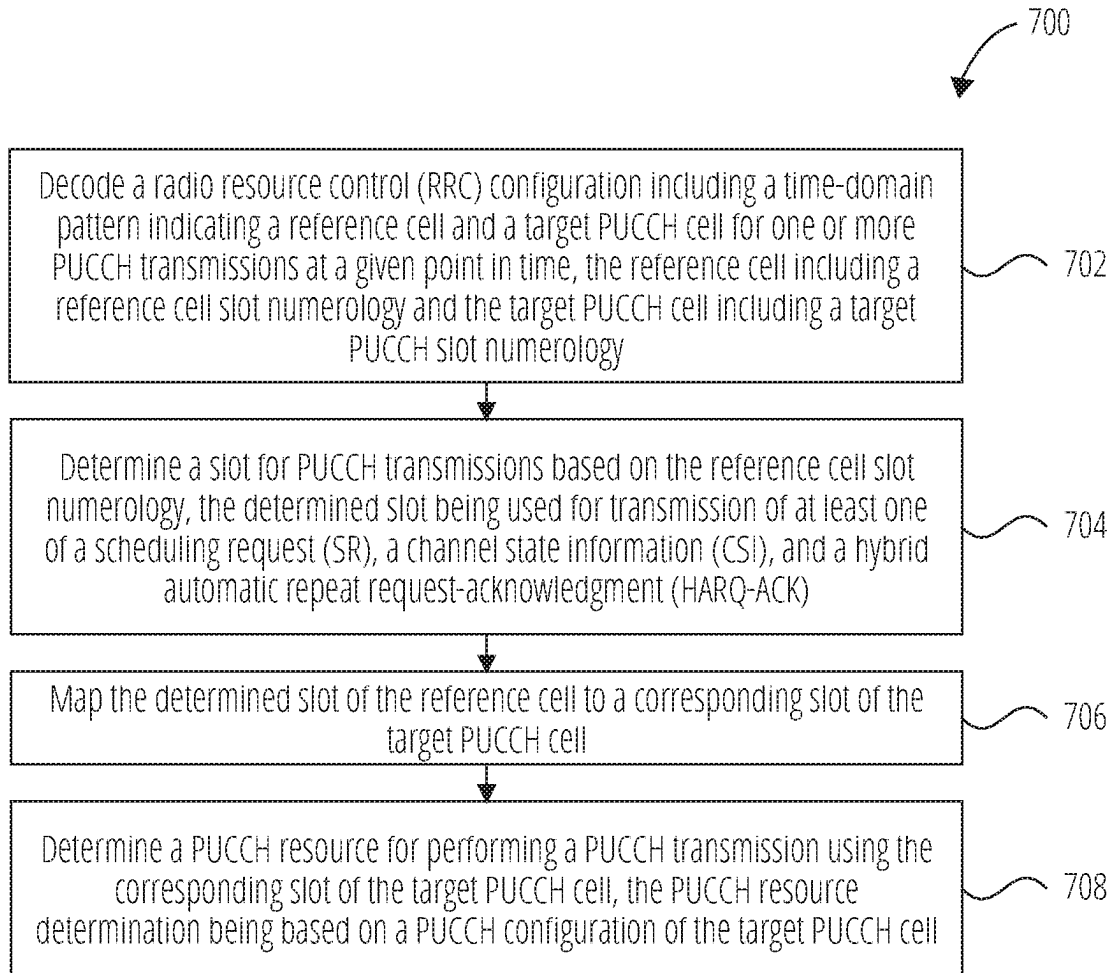 700
Decode a radio resource control (RRC) configuration including a time-domain
pattern indicating a reference cell and a target PUCCH cell for one or more
PUCCH transmissions at a given point in time, the reference cell including a
reference cell slot numerology and the target PUCCH cell including a target
PUCCH slot numerology
702
Determine a slot for PUCCH transmissions based on the reference cell slot
numerology, the determined slot being used for transmission of at least one
of a scheduling request (SR), a channel state information (CSI), and a hybrid
automatic repeat request-acknowledgment (HARQ-ACK)
704
Map the determined slot of the reference cell to a corresponding slot of the
target PUCCH cell
706
Determine a PUCCH resource for performing a PUCCH transmission using the
corresponding slot of the target PUCCH cell, the PUCCH resource
determination being based on a PUCCH configuration of the target PUCCH cell
708